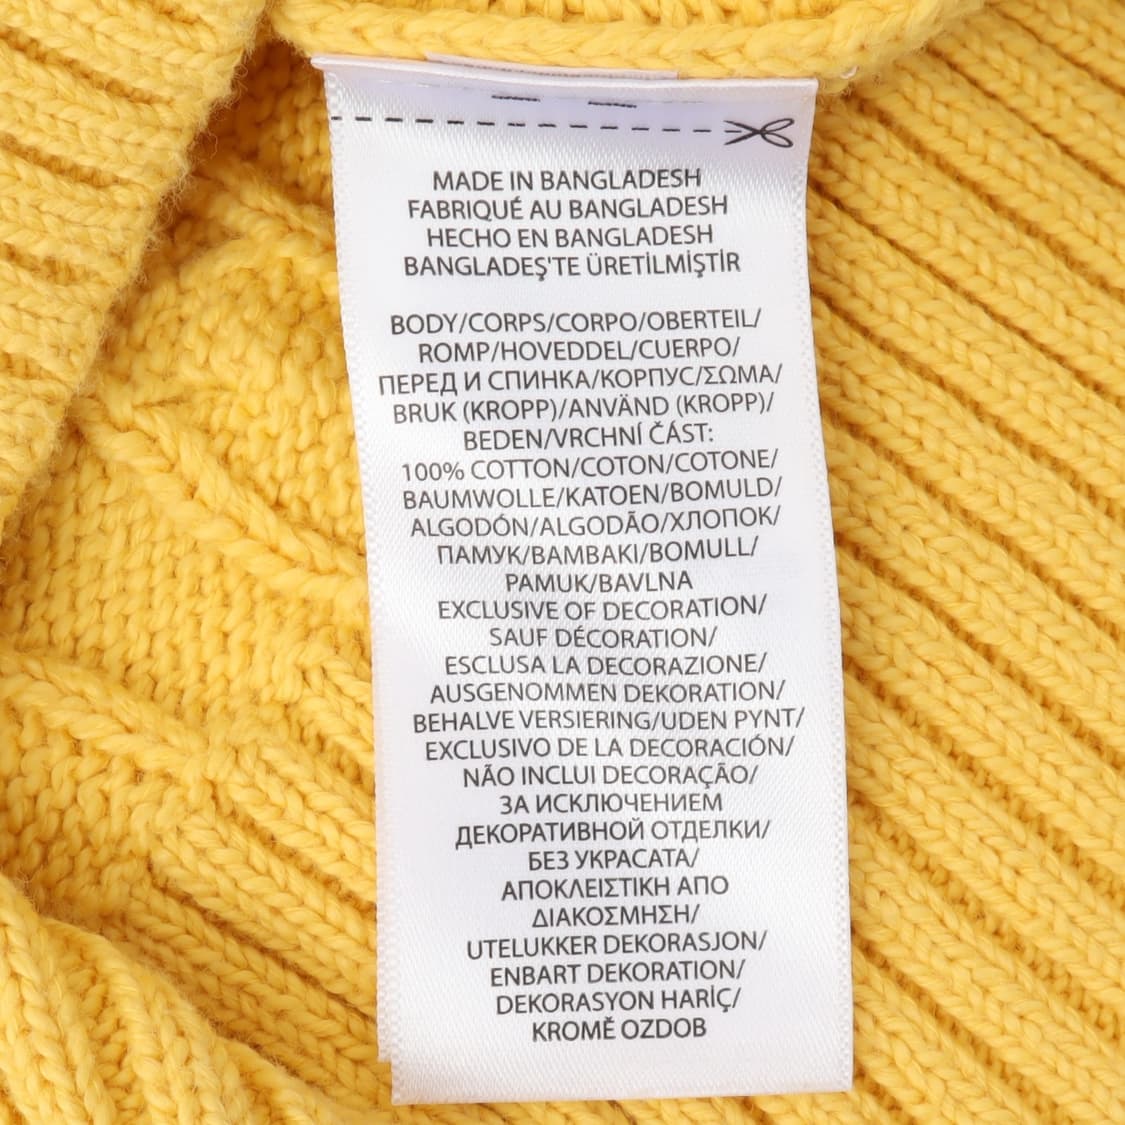 MADE IN BANGLADESH
FABRIQUÉ AU BANGLADESH
HECHO EN BANGLADESH
BANGLADEŞ'TE ÜRETİLMİŞTİR
BODY/CORPS/CORPO/OBERTEIL/
ROMP/HOVEDDEL/CUERPO/
ПЕРЕД И СПИНКА/КОРПУС/ΣΩΜΑ/
BRUK (KROPP)/ANVÄND (KROPP)/
BEDEN/VRCHNÍ ČÁST:
100% COTTON/COTON/COTONE/
BAUMWOLLE/KATOEN/BOMULD/
ALGODÓN/ALGODÃO/ХЛОПОК/
ПАМУК/ΒΑΜΒΑΚΙ/BOMULL/
PAMUK/BAVLNA
EXCLUSIVE OF DECORATION/
SAUF DÉCORATION/
ESCLUSA LA DECORAZIONE/
AUSGENOMMEN DEKORATION/
BEHALVE VERSIERING/UDEN PYNT/
EXCLUSIVO DE LA DECORACIÓN/
NÃO INCLUI DECORAÇÃO/
ЗА ИСКЛЮЧЕНИЕМ
ДЕКОРАТИВНОЙ ОТДЕЛКИ/
БЕЗ УКРАСАТА/
ΑΠΟΚΛΕΙΣΤΙΚΗ ΑΠΟ
ΔΙΑΚΟΣΜΗΣΗ/
UTELUKKER DEKORASJON/
ENBART DEKORATION/
DEKORASYON HARİÇ/
KROMĚ OZDOB